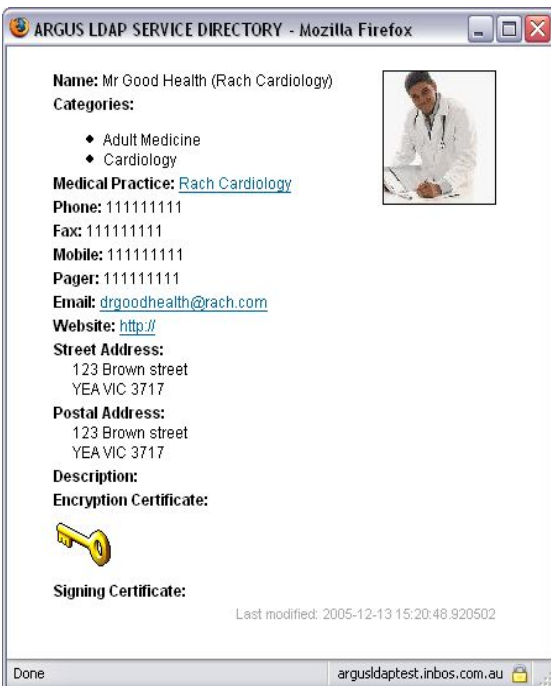 ARGUS LDAP SERVICE DIRECTORY - Mozilla Firefox
Name: Mr Good Health (Rach Cardiology)
Categories:
Adult Medicine
Cardiology
Medical Practice: Rach Cardiology
Phone: 111111111
Fax: 111111111
Mobile: 111111111
Pager: 111111111
Email: drgoodhealth@rach.com
Website: http://
Street Address:
123 Brown street
YEA VIC 3717
Postal Address:
123 Brown street
YEA VIC 3717
Description:
Encryption Certificate:
Signing Certificate:
Last modified: 2005-12-13 15:20:48.920502
Done
argusldaptest.inbos.com.au